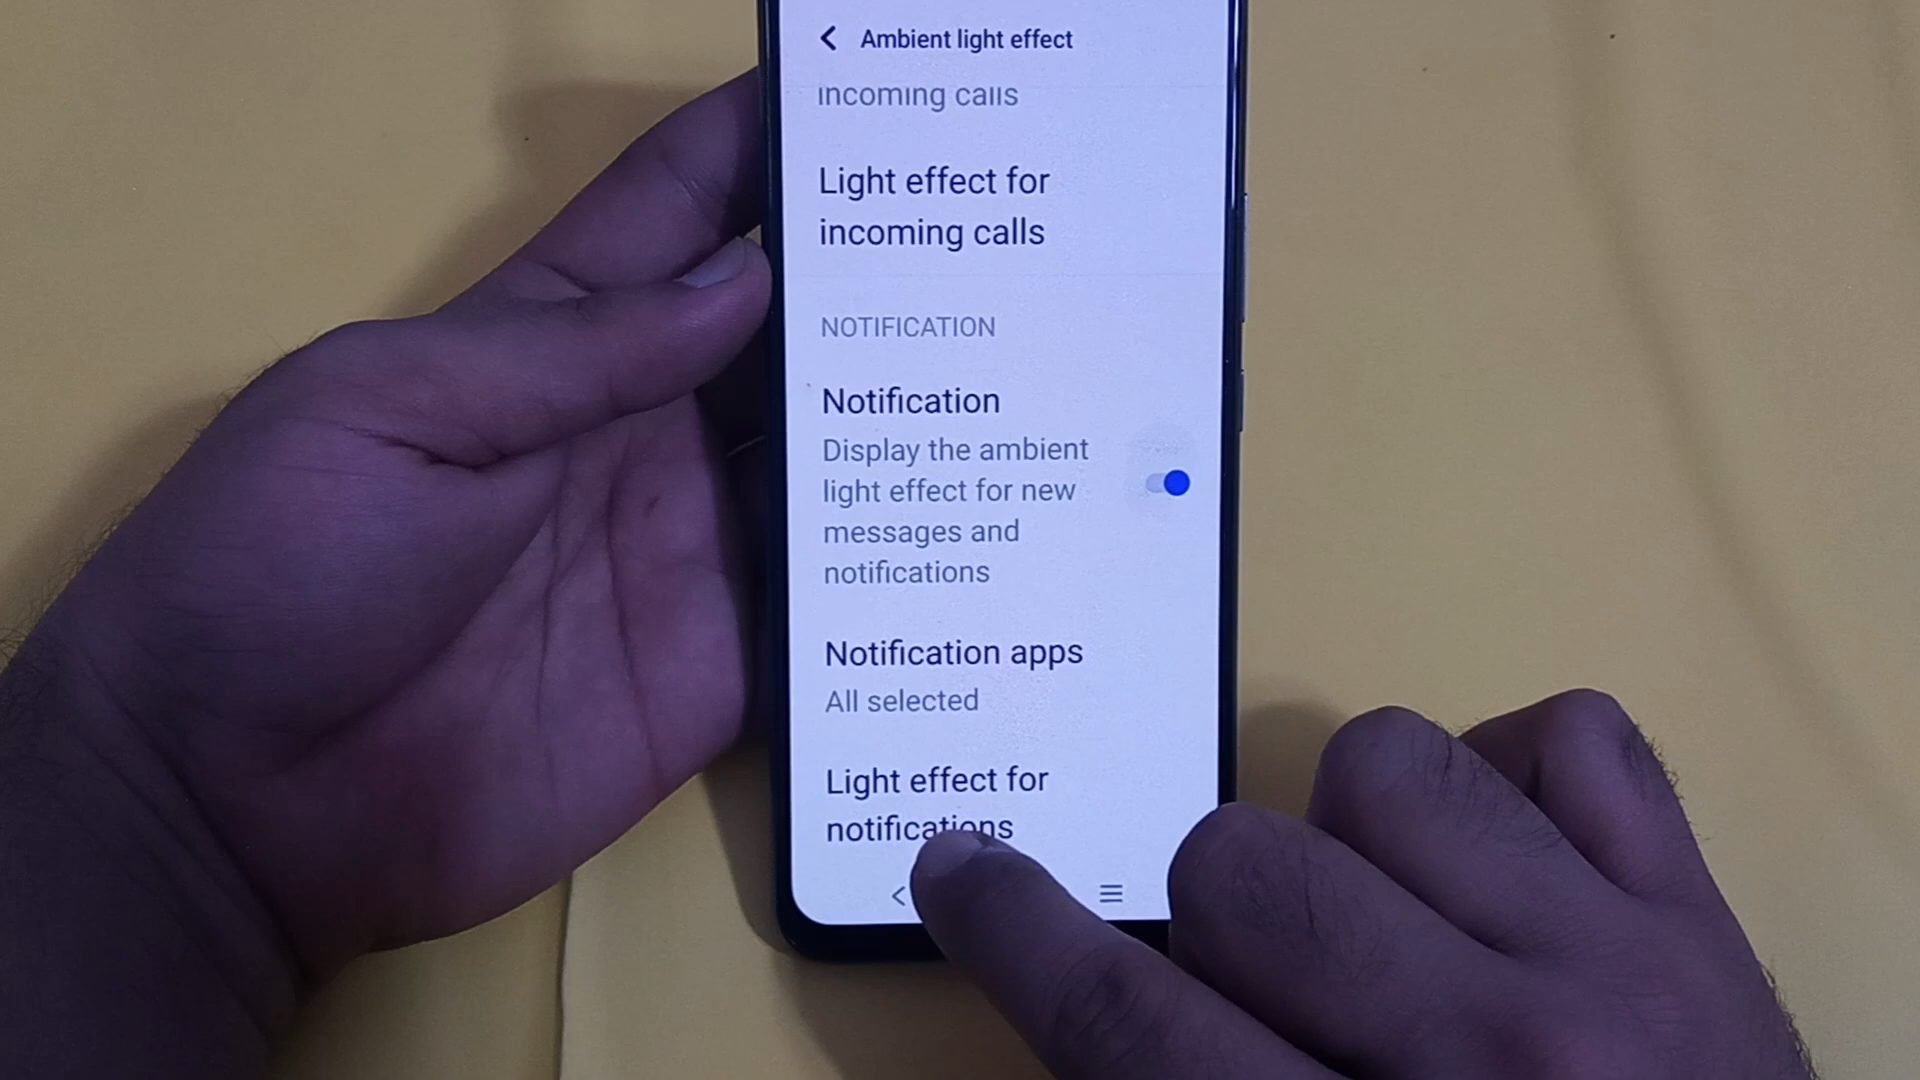 Ambient light effect
incoming calls
Light effect for
incoming calls
NOTIFICATION
Notification
Display the ambient
light effect for new
messages and
notifications
Notification apps
All selected
Light effect for
notifications